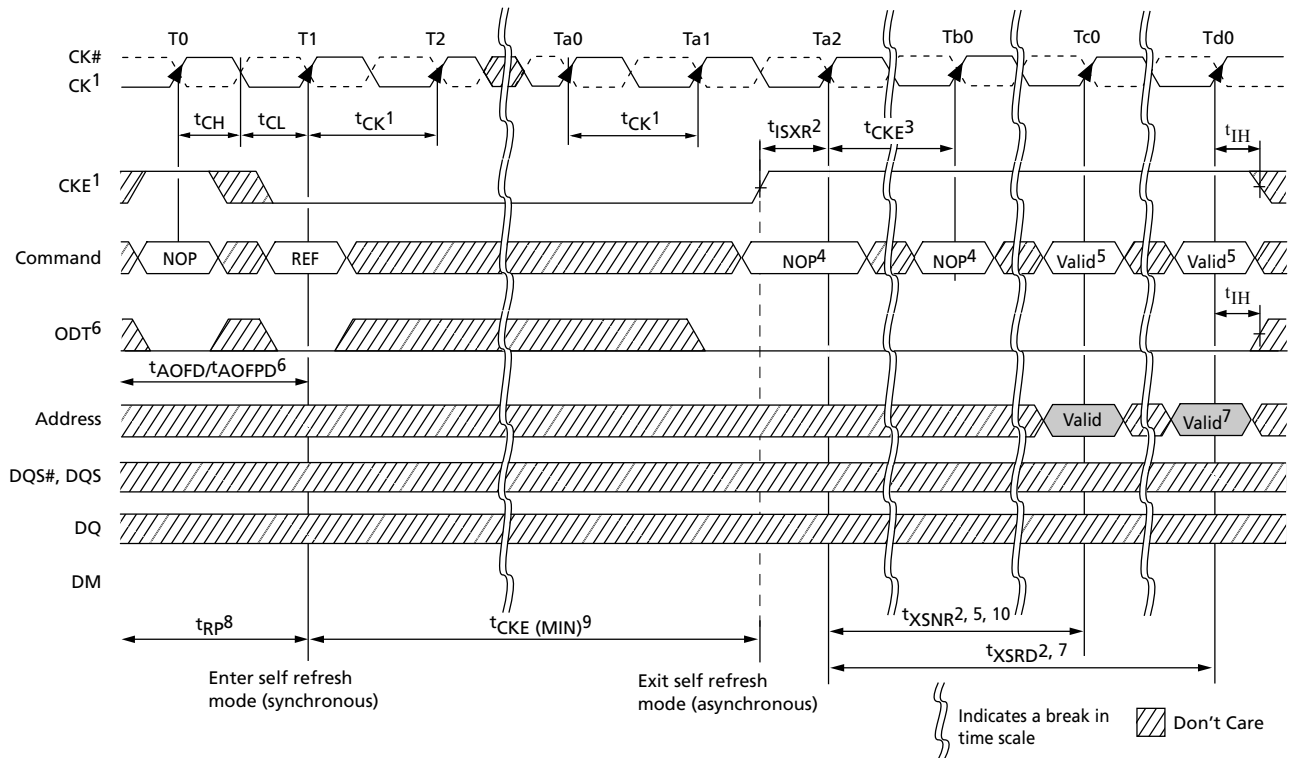 T0 T1 T2 Ta0 Ta1 Ta2 Tb0 Tc0 Td0
CK#
CK1
tCH tCL tCK1 tCK1 tISXR2 tCKE3 tIH
CKE1
Command NOP REF NOP4 NOP4 Valid5 Valid5
tIH
ODT6
tAOFD/tAOFPD6
Address Valid Valid7
DQS#, DQS
DQ
DM
tRP8 tCKE (MIN)9 tXSNR2, 5, 10
tXSRD2, 7
Enter self refresh
mode (synchronous)
Exit self refresh
mode (asynchronous)
Indicates a break in
time scale
Don't Care